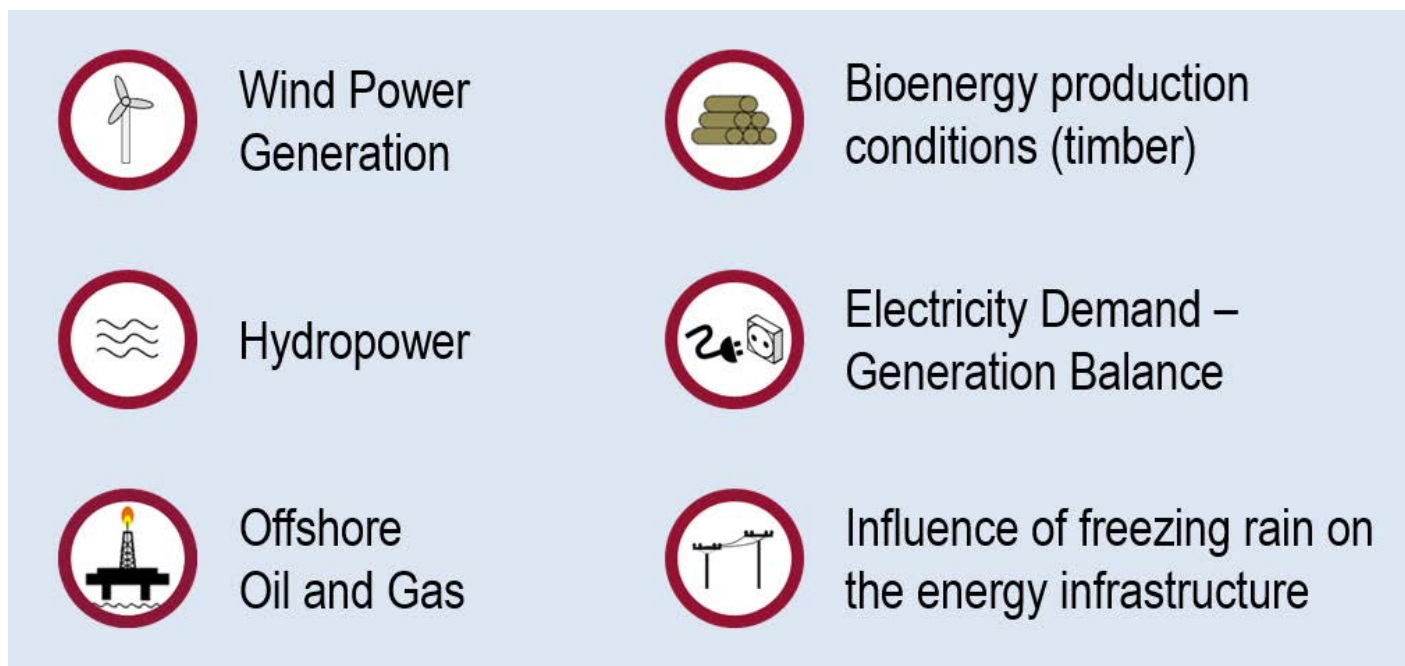 Wind Power
Generation
Bioenergy production
conditions (timber)
Hydropower
Electricity Demand –
Generation Balance
Offshore
Oil and Gas
Influence of freezing rain on
the energy infrastructure